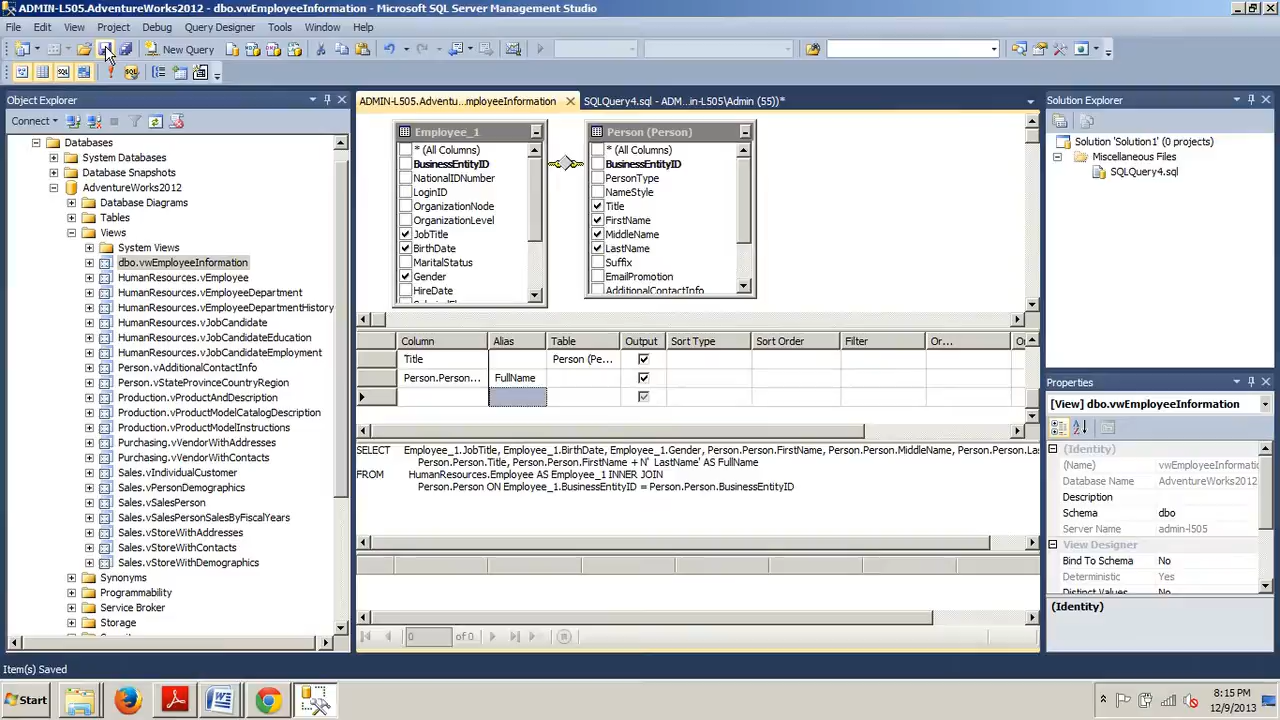 ADMIN-L505.AdventureWorks2012 - dbo.vwEmployeeInformation - Microsoft SQL Server Management Studio
File Edit View Project Debug Query Designer Tools Window Help
New Query
Object Explorer
Connect
Databases
System Databases
Database Snapshots
AdventureWorks2012
Database Diagrams
Tables
Views
System Views
dbo.vwEmployeeInformation
HumanResources.vEmployee
HumanResources.vEmployeeDepartment
HumanResources.vEmployeeDepartmentHistory
HumanResources.vJobCandidate
HumanResources.vJobCandidateEducation
HumanResources.vJobCandidateEmployment
Person.vAdditionalContactInfo
Person.vStateProvinceCountryRegion
Production.vProductAndDescription
Production.vProductModelCatalogDescription
Production.vProductModelInstructions
Purchasing.vVendorWithAddresses
Purchasing.vVendorWithContacts
Sales.vIndividualCustomer
Sales.vPersonDemographics
Sales.vSalesPerson
Sales.vSalesPersonSalesByFiscalYears
Sales.vStoreWithAddresses
Sales.vStoreWithContacts
Sales.vStoreWithDemographics
Synonyms
Programmability
Service Broker
Storage
ADMIN-L505.Adventu...mployeeInformation SQLQuery4.sql - ADM...in-L505\Admin (55))*
Employee_1
* (All Columns)
BusinessEntityID
NationalIDNumber
LoginID
OrganizationNode
OrganizationLevel
JobTitle
BirthDate
MaritalStatus
Gender
HireDate
Person (Person)
* (All Columns)
BusinessEntityID
PersonType
NameStyle
Title
FirstName
MiddleName
LastName
Suffix
EmailPromotion
AdditionalContactInfo
Column Alias Table Output Sort Type Sort Order Filter Or...
Title Person (Pe...
Person.Person... FullName
SELECT Employee_1.JobTitle, Employee_1.BirthDate, Employee_1.Gender, Person.Person.FirstName, Person.Person.MiddleName, Person.Person.La
Person.Person.Title, Person.Person.FirstName + N' LastName' AS FullName
FROM HumanResources.Employee AS Employee_1 INNER JOIN
Person.Person ON Employee_1.BusinessEntityID = Person.Person.BusinessEntityID
0 of 0
Solution Explorer
Solution 'Solution1' (0 projects)
Miscellaneous Files
SQLQuery4.sql
Properties
[View] dbo.vwEmployeeInformation
(Identity)
(Name) vwEmployeeInformatic
Database Name AdventureWorks2012
Description
Schema dbo
Server Name admin-l505
View Designer
Bind To Schema No
Deterministic Yes
Distinct Values No
(Identity)
Item(s) Saved
Start
8:15 PM
12/9/2013